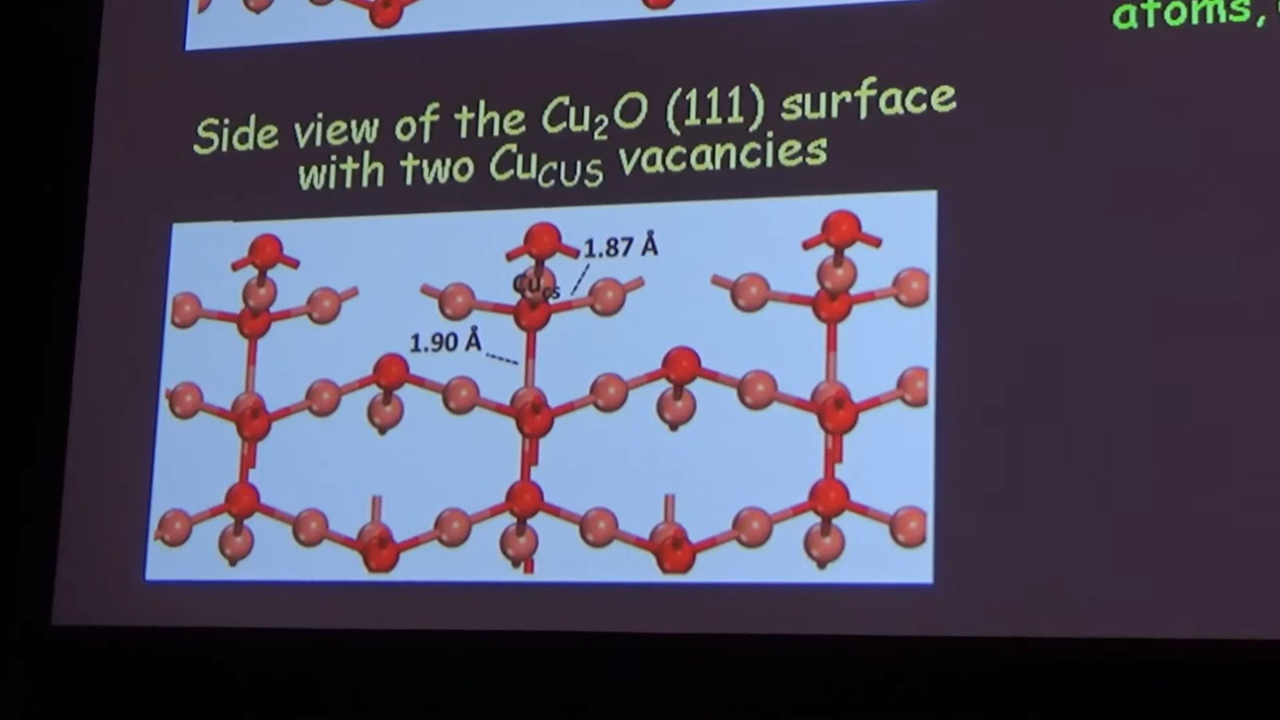 atoms,
Side view of the Cu₂O (111) surface
with two Cu_CUS vacancies
1.87 Å
Cu_cs
1.90 Å